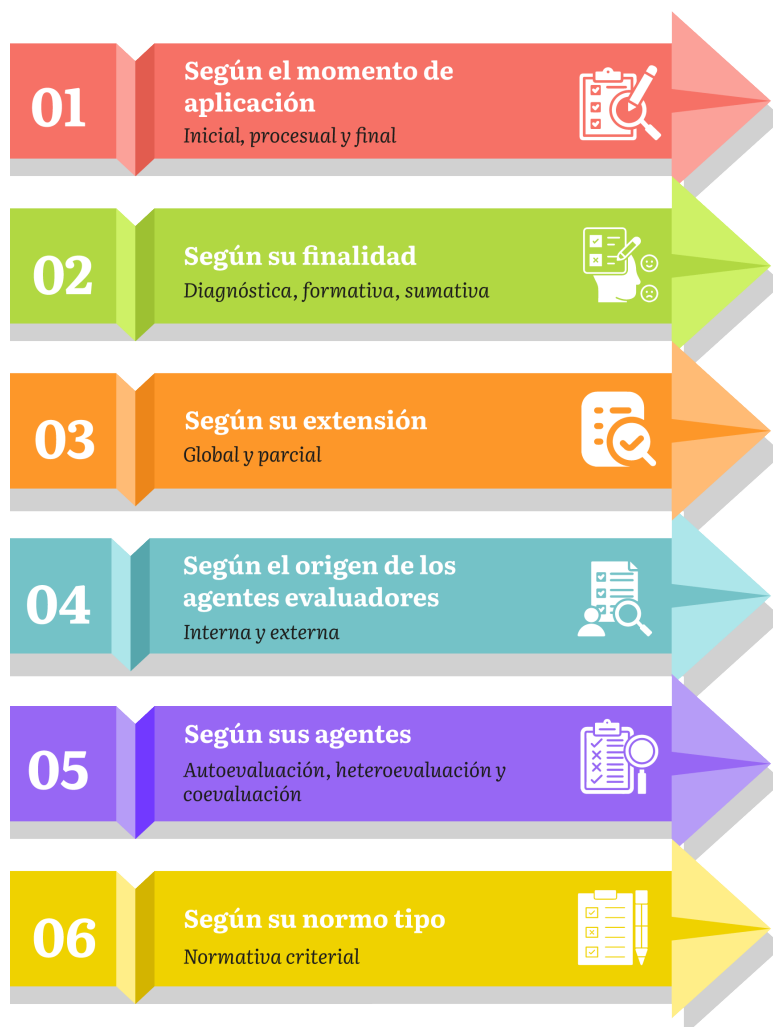 01
Según el momento de
aplicación
Inicial, procesual y final
02
Según su finalidad
Diagnóstica, formativa, sumativa
03
Según su extensión
Global y parcial
04
Según el origen de los
agentes evaluadores
Interna y externa
05
Según sus agentes
Autoevaluación, heteroevaluación y
coevaluación
06
Según su normo tipo
Normativa criterial